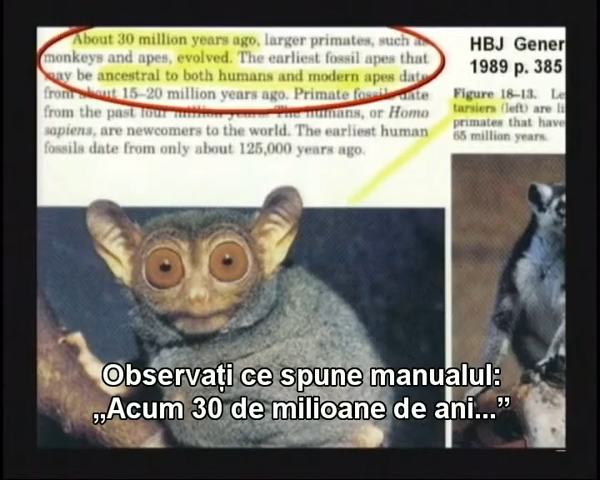 About 30 million years ago, larger primates, such as
monkeys and apes, evolved. The earliest fossil apes that
may be ancestral to both humans and modern apes date
from about 15–20 million years ago. Primate fossils date
from the past four million years. The humans, or Homo
sapiens, are newcomers to the world. The earliest human
fossils date from only about 125,000 years ago.
HBJ Gener
1989 p. 385
Figure 18–13. Le
tarsiers (left) are li
primates that have
65 million years.
Observați ce spune manualul:
„Acum 30 de milioane de ani...”